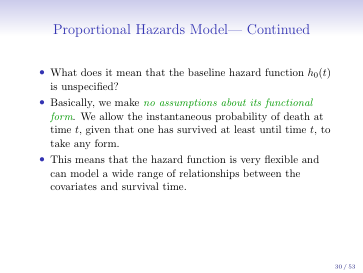 Proportional Hazards Model— Continued
• What does it mean that the baseline hazard function h₀(t)
is unspecified?
• Basically, we make no assumptions about its functional
form. We allow the instantaneous probability of death at
time t, given that one has survived at least until time t, to
take any form.
• This means that the hazard function is very flexible and
can model a wide range of relationships between the
covariates and survival time.
30 / 53